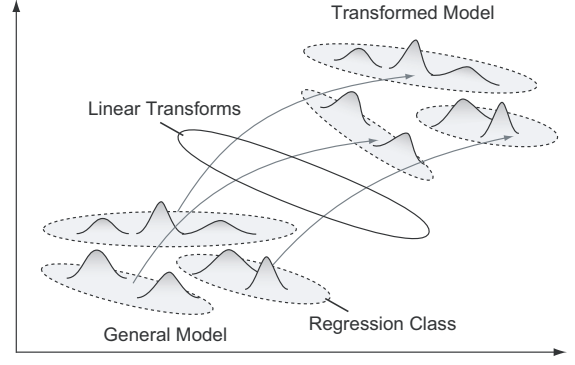 Transformed Model
Linear Transforms
Regression Class
General Model